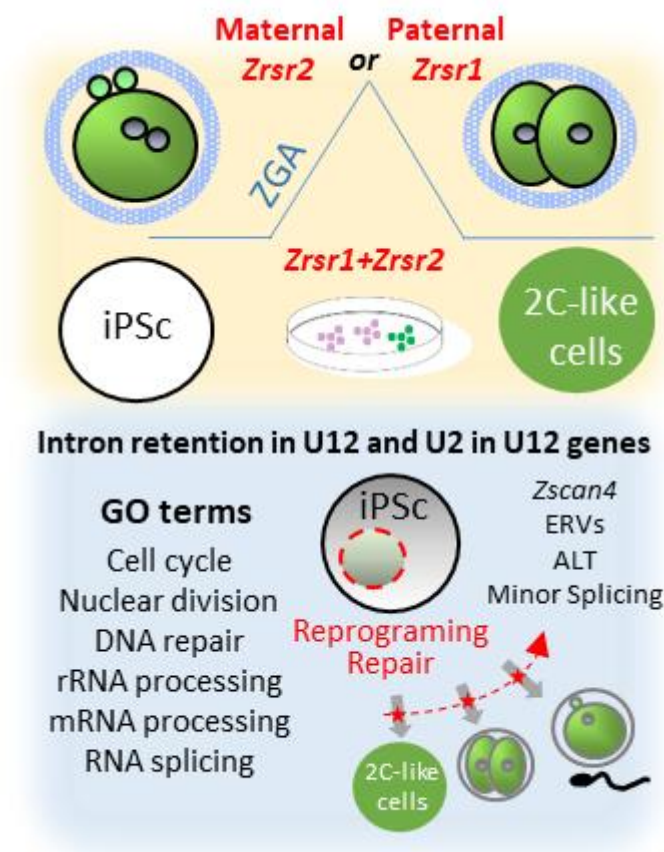 Maternal
Zrsr2
or
Paternal
Zrsr1
ZGA
Zrsr1+Zrsr2
iPSc
2C-like
cells
Intron retention in U12 and U2 in U12 genes
GO terms
Cell cycle
Nuclear division
DNA repair
rRNA processing
mRNA processing
RNA splicing
iPSc
Reprograming
Repair
Zscan4
ERVs
ALT
Minor Splicing
2C-like
cells